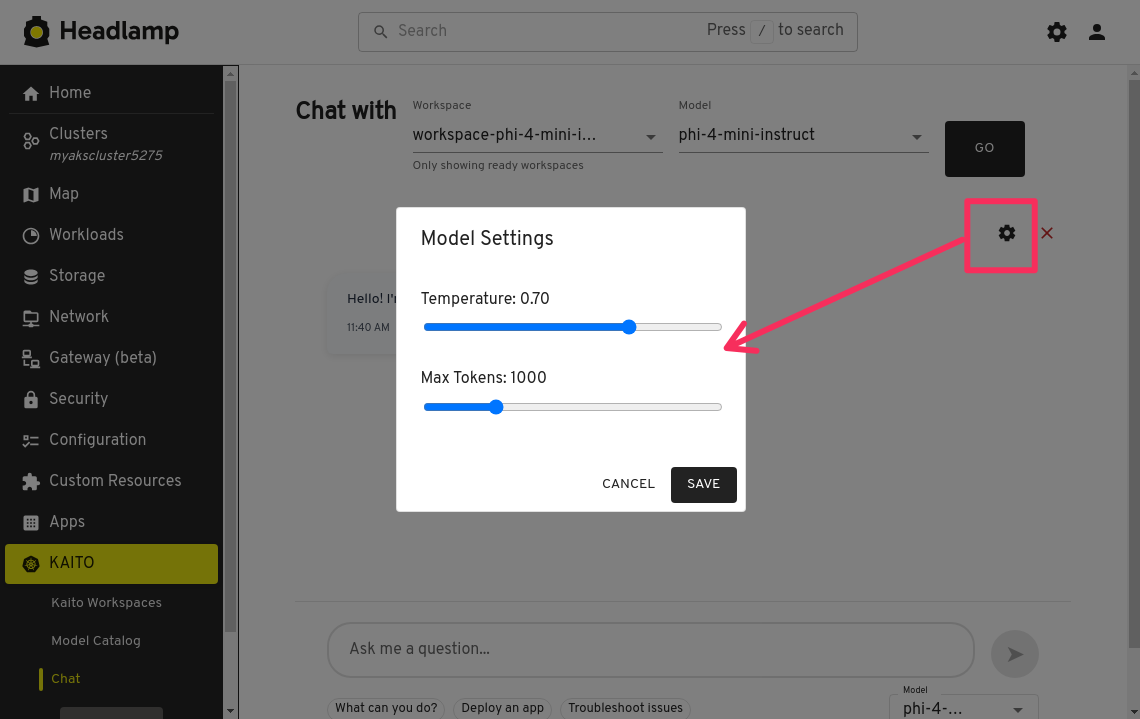 Headlamp
Search
Press / to search
Home
Clusters
myakscluster5275
Map
Workloads
Storage
Network
Gateway (beta)
Security
Configuration
Custom Resources
Apps
KAITO
Kaito Workspaces
Model Catalog
Chat
Chat with
Workspace
workspace-phi-4-mini-i...
Only showing ready workspaces
Model
phi-4-mini-instruct
GO
Hello! I'm
11:40 AM
Model Settings
Temperature: 0.70
Max Tokens: 1000
CANCEL
SAVE
Ask me a question...
What can you do?
Deploy an app
Troubleshoot issues
Model
phi-4-...